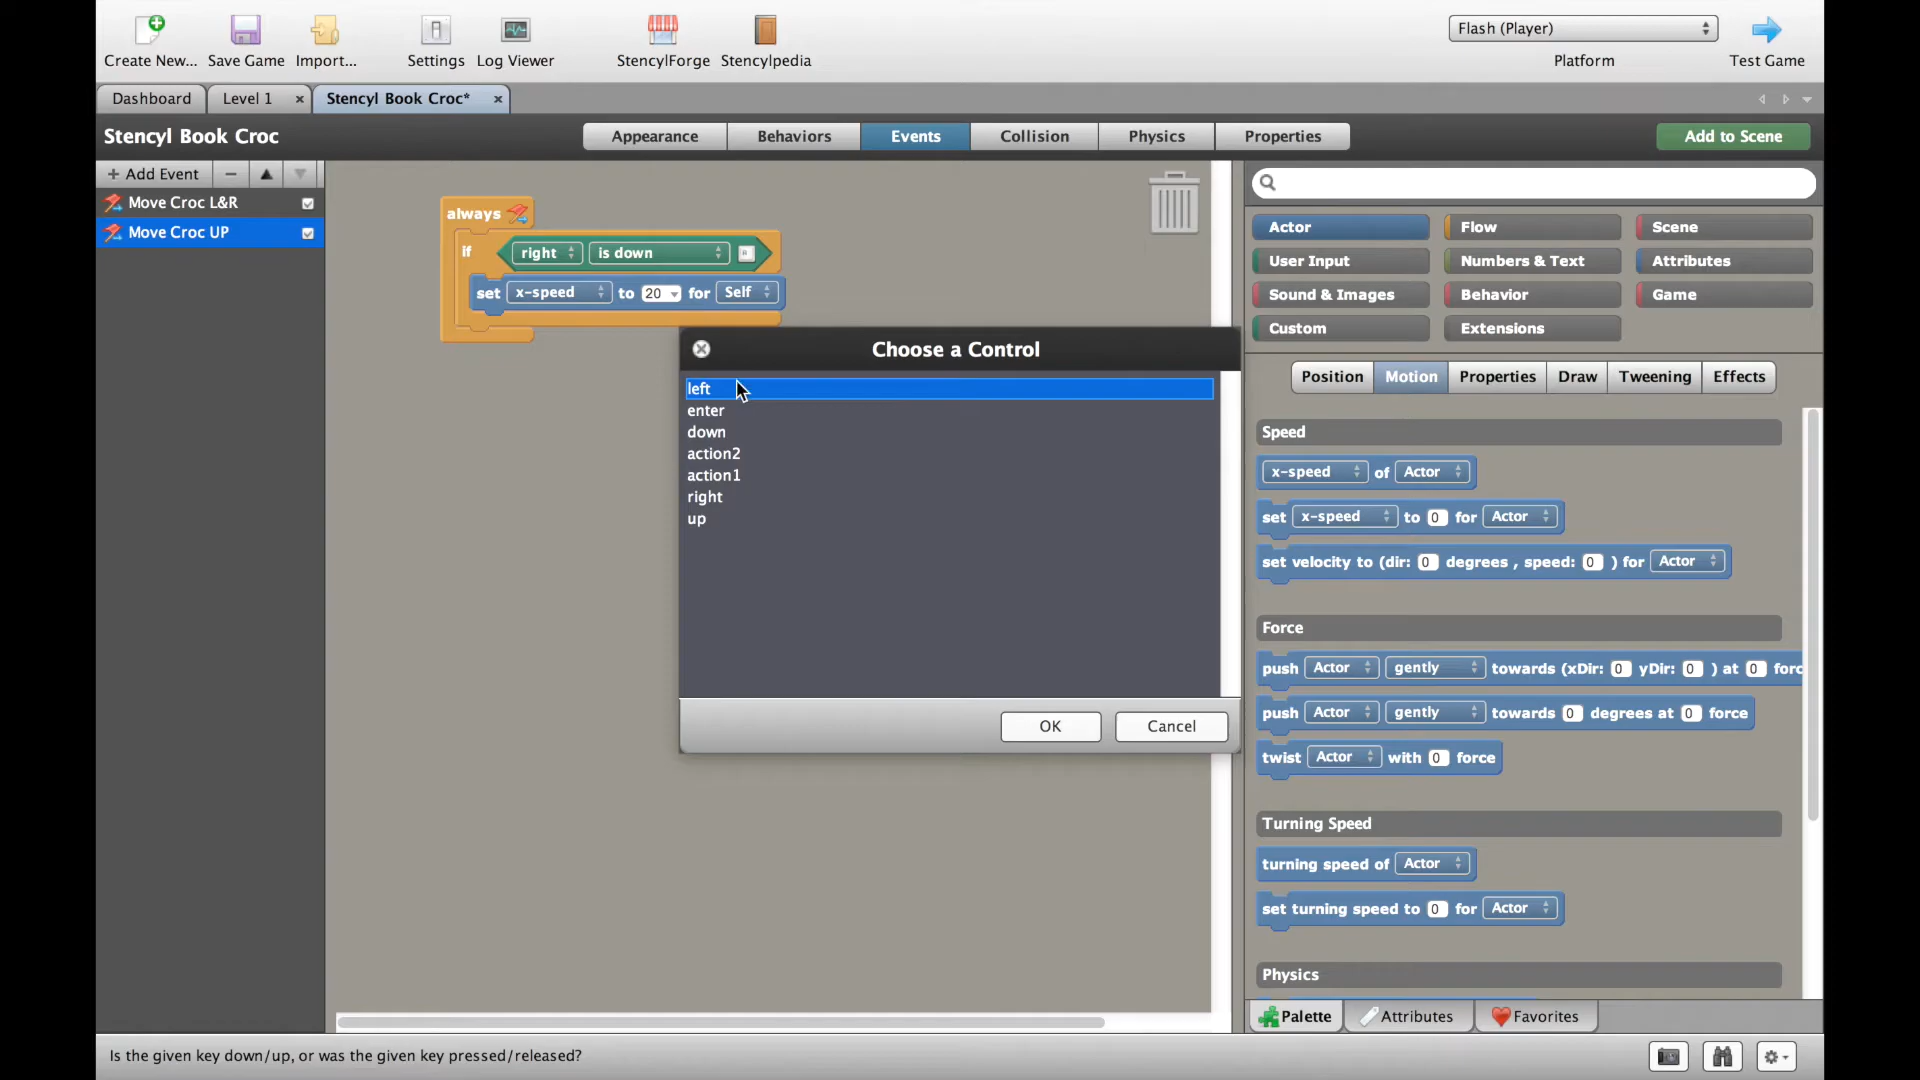 Create New... Save Game Import... Settings Log Viewer StencylForge Stencylpedia Flash (Player) Platform Test Game
Dashboard Level 1 Stencyl Book Croc*
Stencyl Book Croc Appearance Behaviors Events Collision Physics Properties Add to Scene
+ Add Event
Move Croc L&R
Move Croc UP
always
if right is down
set x-speed to 20 for Self
Choose a Control
left
enter
down
action2
action1
right
up
OK Cancel
Actor Flow Scene
User Input Numbers & Text Attributes
Sound & Images Behavior Game
Custom Extensions
Position Motion Properties Draw Tweening Effects
Speed
x-speed of Actor
set x-speed to 0 for Actor
set velocity to (dir: 0 degrees , speed: 0 ) for Actor
Force
push Actor gently towards (xDir: 0 yDir: 0 ) at 0 forc
push Actor gently towards 0 degrees at 0 force
twist Actor with 0 force
Turning Speed
turning speed of Actor
set turning speed to 0 for Actor
Physics
Palette Attributes Favorites
Is the given key down/up, or was the given key pressed/released?